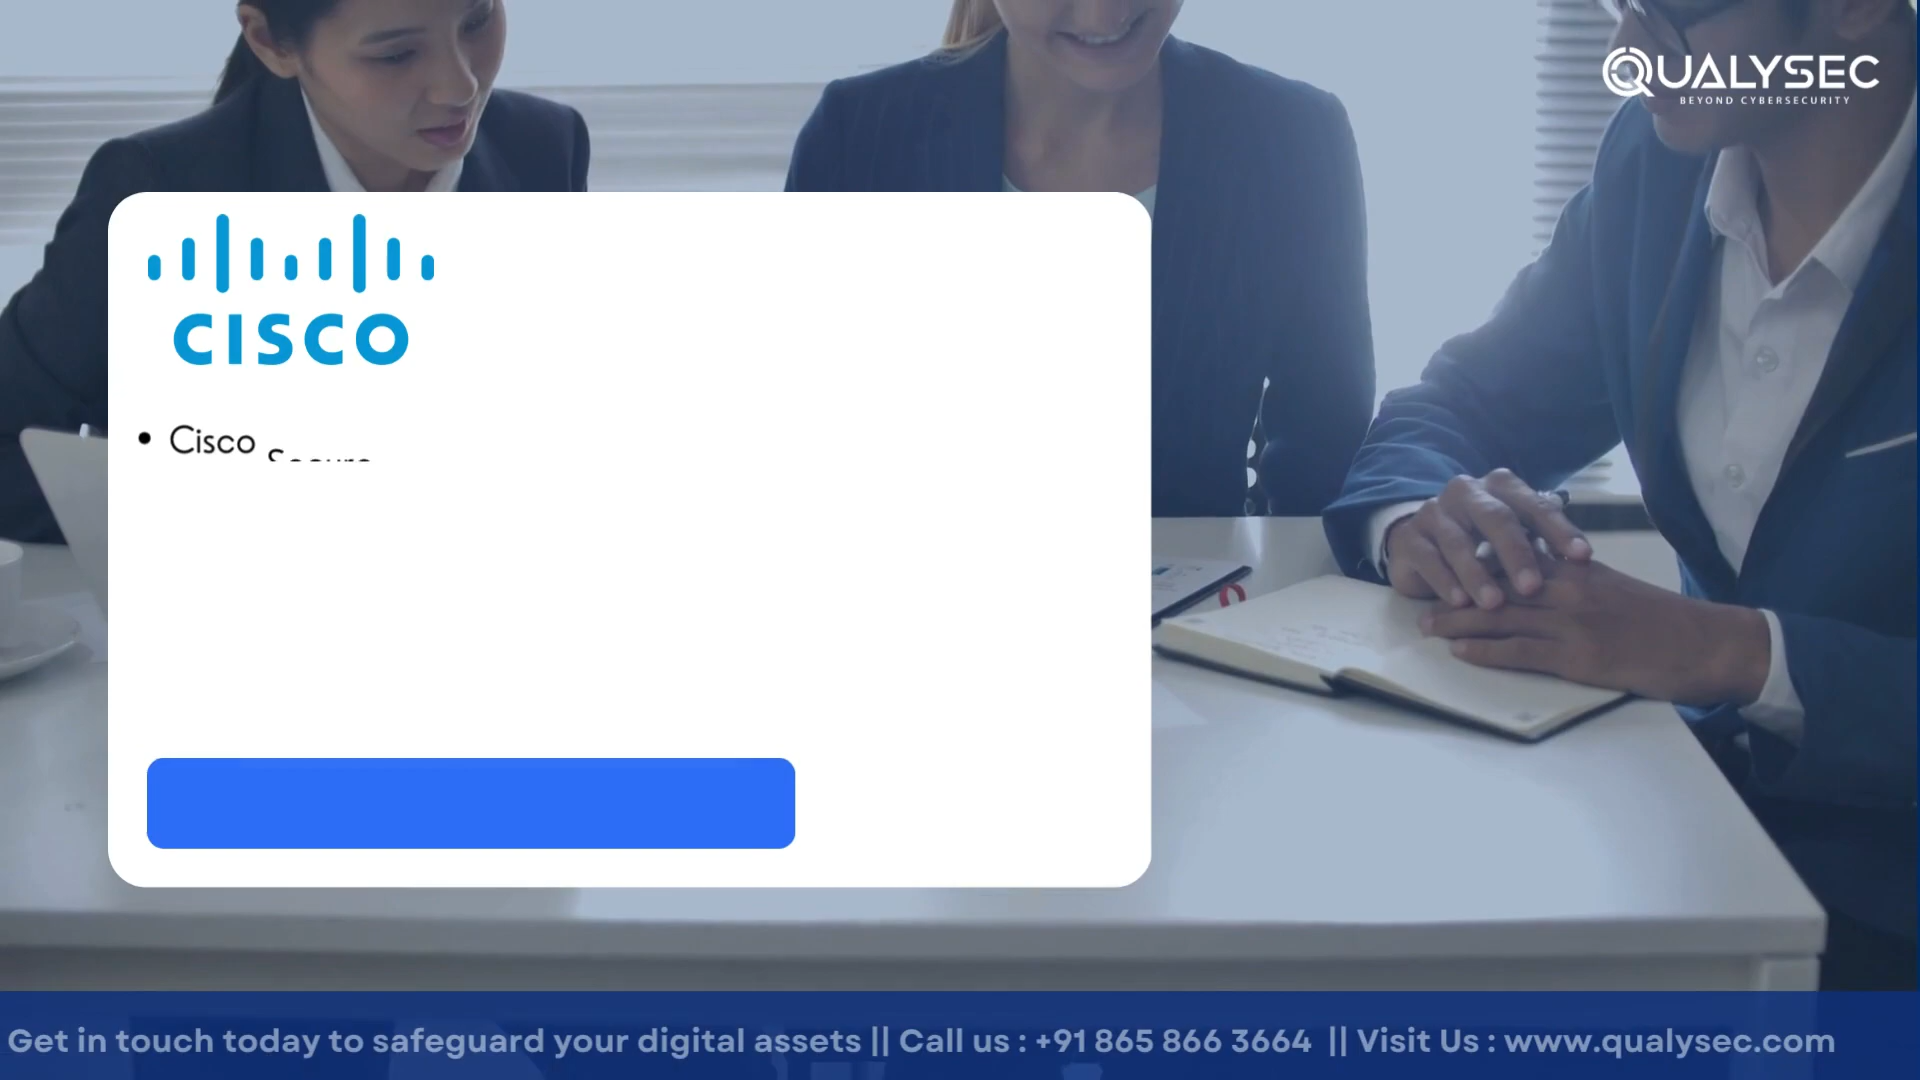 QUALYSEC
BEYOND CYBERSECURITY
CISCO
• Cisco
Get in touch today to safeguard your digital assets || Call us : +91 865 866 3664 || Visit Us : www.qualysec.com